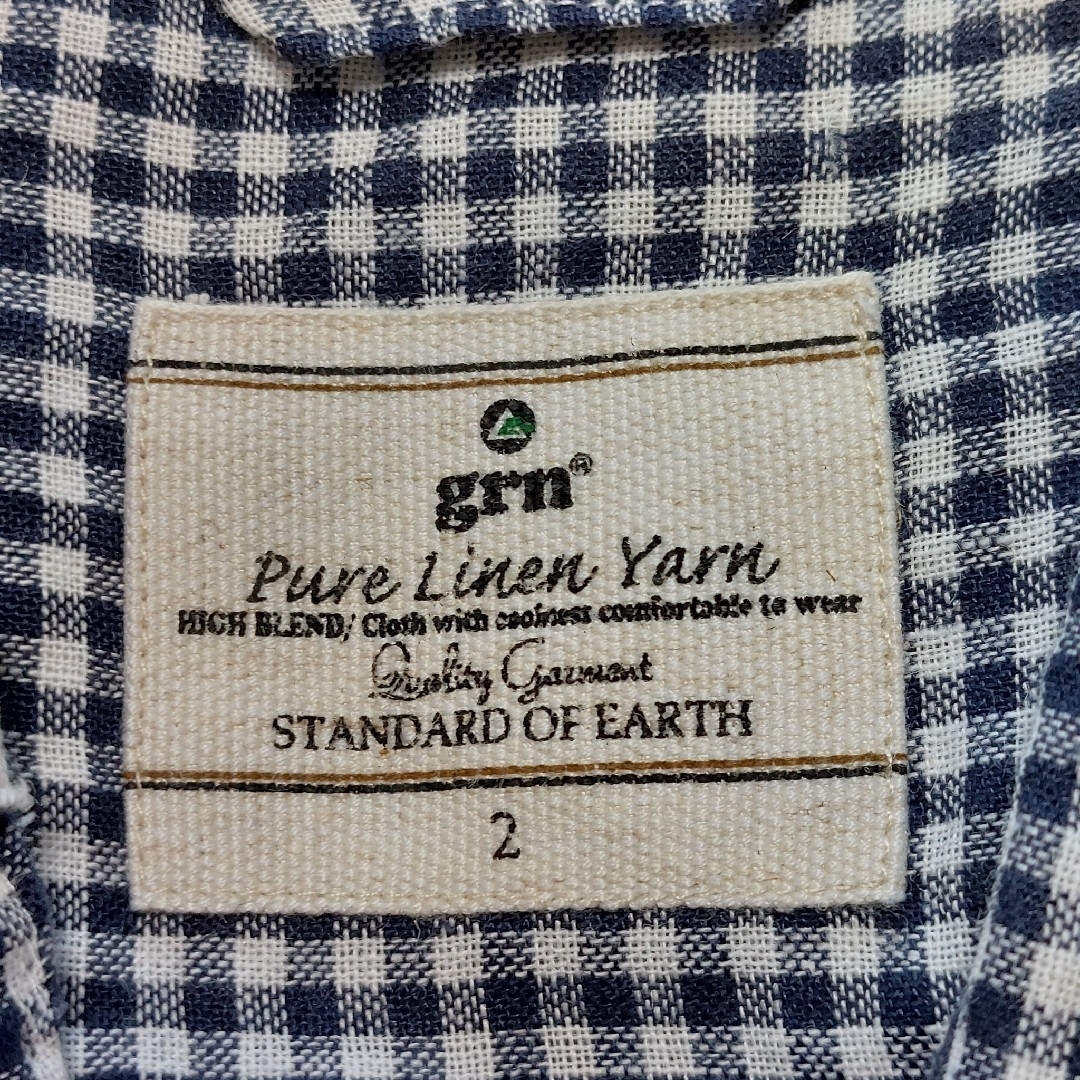 grn®
Pure Linen Yarn
HIGH BLEND/ Cloth with coolness comfortable to wear
Quality Garment
STANDARD OF EARTH
2